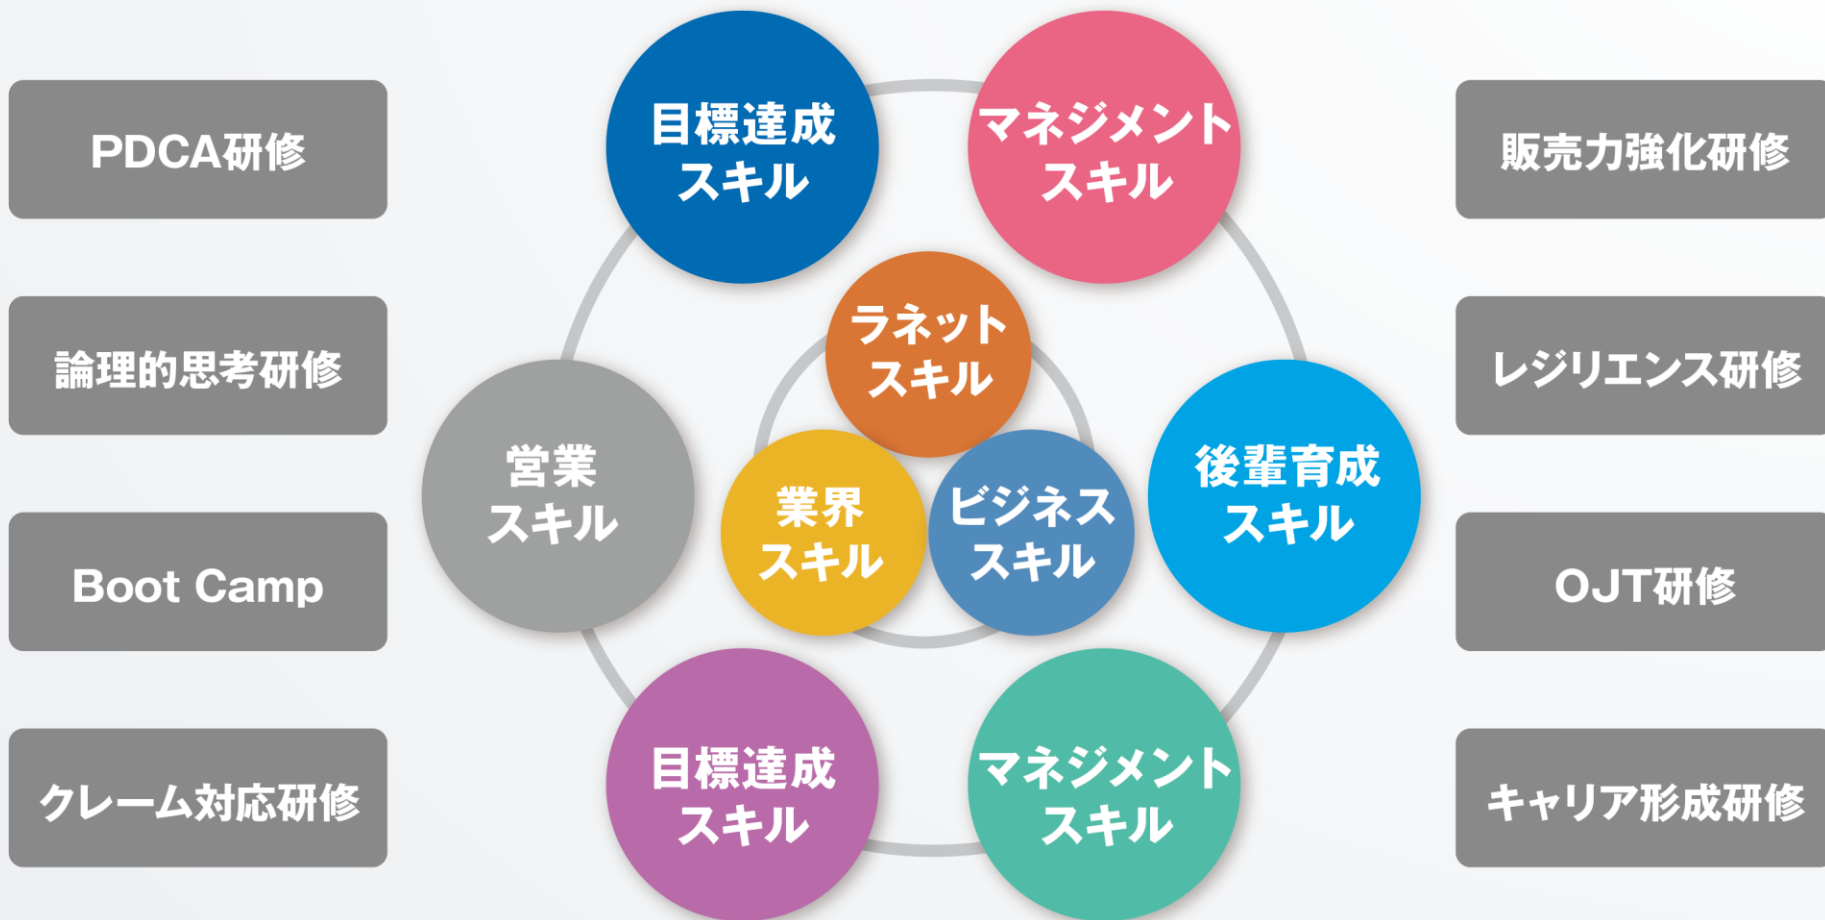 PDCA研修
論理的思考研修
Boot Camp
クレーム対応研修
目標達成
スキル
マネジメント
スキル
ラネット
スキル
営業
スキル
業界
スキル
ビジネス
スキル
後輩育成
スキル
目標達成
スキル
マネジメント
スキル
販売力強化研修
レジリエンス研修
OJT研修
キャリア形成研修